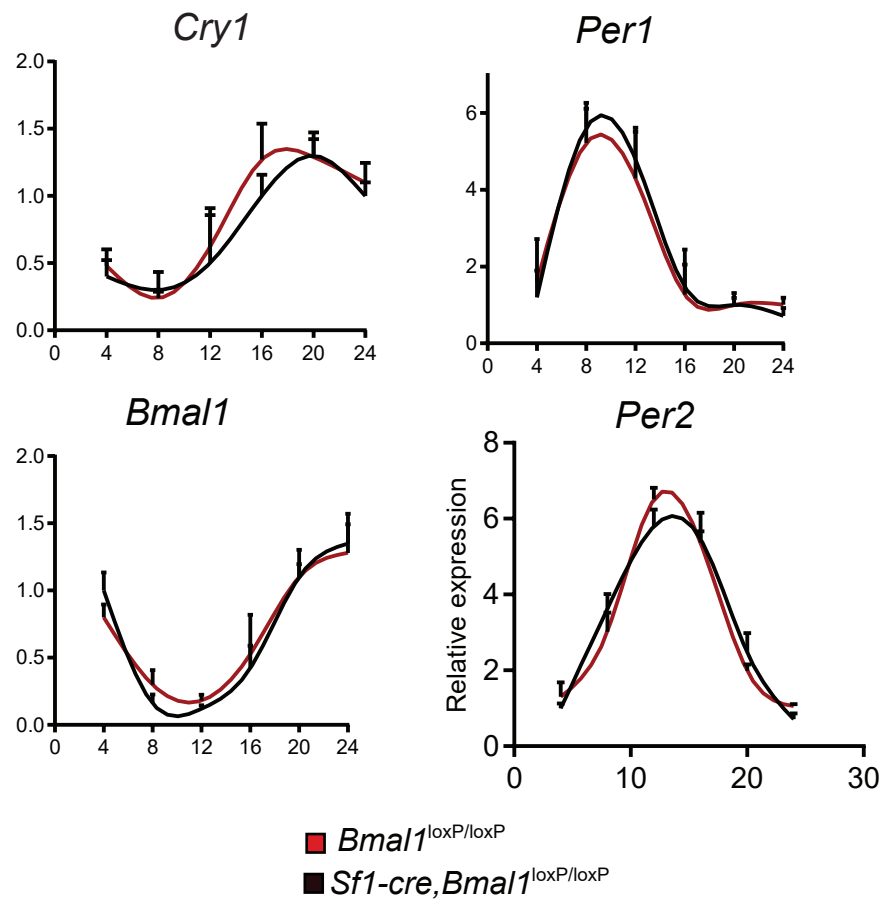 Cry1
2.0
1.5
1.0
0.5
0.0
0 4 8 12 16 20 24
Per1
6
4
2
0
0 4 8 12 16 20 24
Bmal1
2.0
1.5
1.0
0.5
0.0
0 4 8 12 16 20 24
Per2
Relative expression
8
6
4
2
0
0 10 20 30
Bmal1loxP/loxP
Sf1-cre,Bmal1loxP/loxP